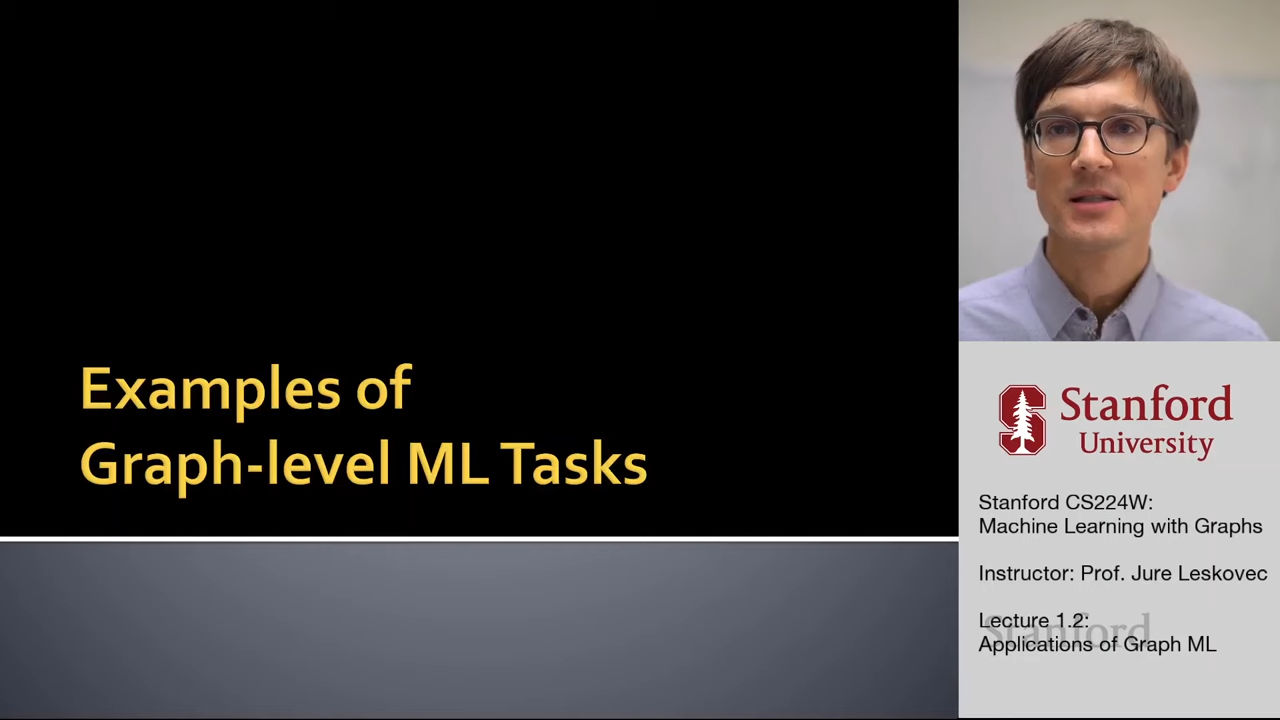 Examples of
Graph-level ML Tasks
Stanford
University
Stanford CS224W:
Machine Learning with Graphs
Instructor: Prof. Jure Leskovec
Lecture 1.2:
Applications of Graph ML
Stanford